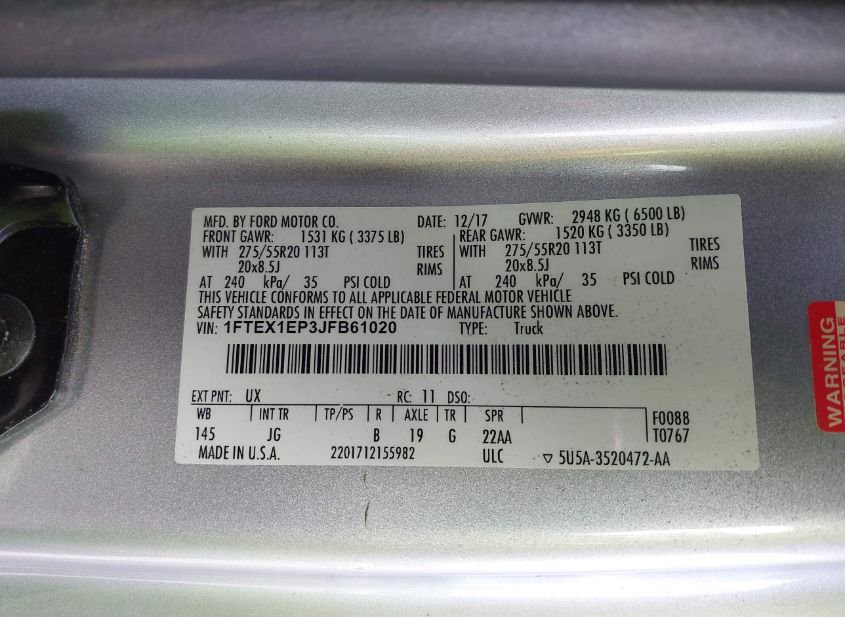 MFD. BY FORD MOTOR CO. DATE: 12/17 GVWR: 2948 KG ( 6500 LB)
FRONT GAWR: 1531 KG ( 3375 LB) REAR GAWR: 1520 KG ( 3350 LB)
WITH 275/55R20 113T TIRES WITH 275/55R20 113T TIRES
20x8.5J RIMS 20x8.5J RIMS
AT 240 kPa/ 35 PSI COLD AT 240 kPa/ 35 PSI COLD
THIS VEHICLE CONFORMS TO ALL APPLICABLE FEDERAL MOTOR VEHICLE
SAFETY STANDARDS IN EFFECT ON THE DATE OF MANUFACTURE SHOWN ABOVE.
VIN: 1FTEX1EP3JFB61020 TYPE: Truck
EXT PNT: UX RC: 11 DSO:
WB INT TR TP/PS R AXLE TR SPR F0088
145 JG B 19 G 22AA T0767
MADE IN U.S.A. 2201712155982 ULC ▽ 5U5A-3520472-AA
WARNING